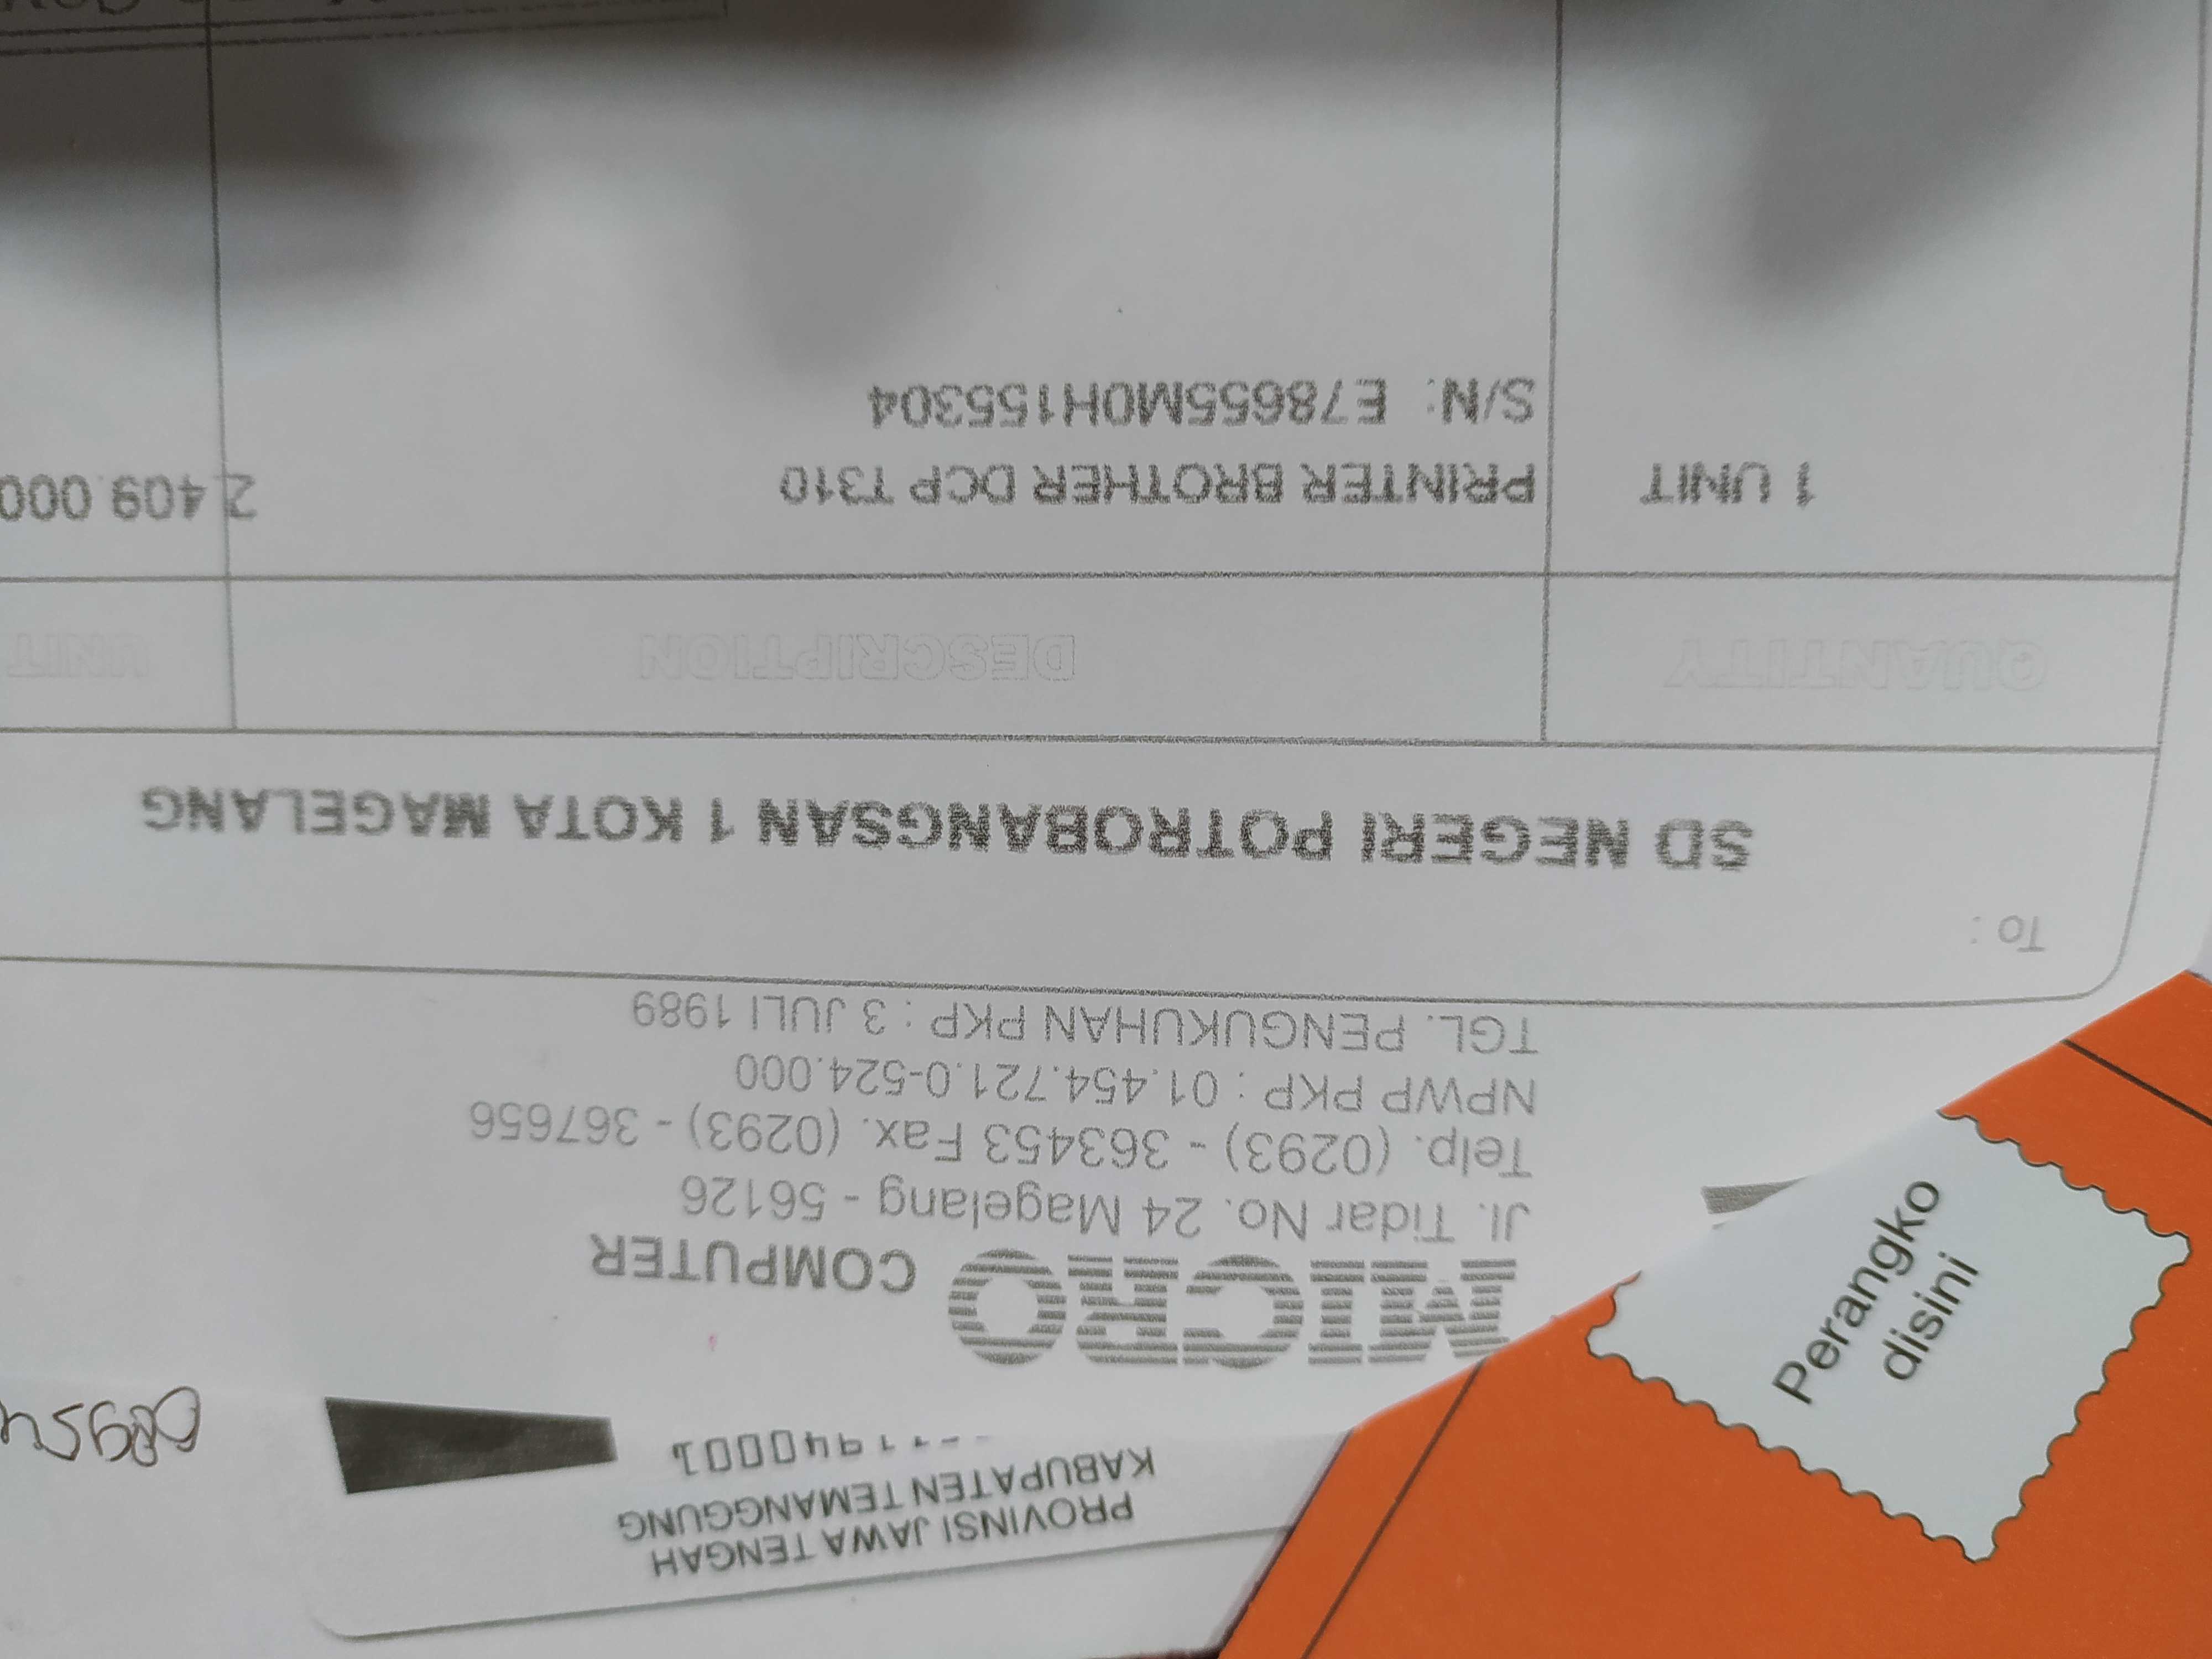 PROVINSI JAWA TENGAH
KABUPATEN TEMANGGUNG
MICRO COMPUTER
Jl. Tidar No. 24 Magelang - 56126
Telp. (0293) - 363453 Fax. (0293) - 367656
NPWP PKP : 01.454.721.0-524.000
TGL. PENGUKUHAN PKP : 3 JULI 1989
To :
SD NEGERI POTROBANGSAN 1 KOTA MAGELANG
QUANTITY DESCRIPTION UNIT
1 UNIT PRINTER BROTHER DCP T310 2.409.000
S/N: E78655M0H155304
Perangko
disini